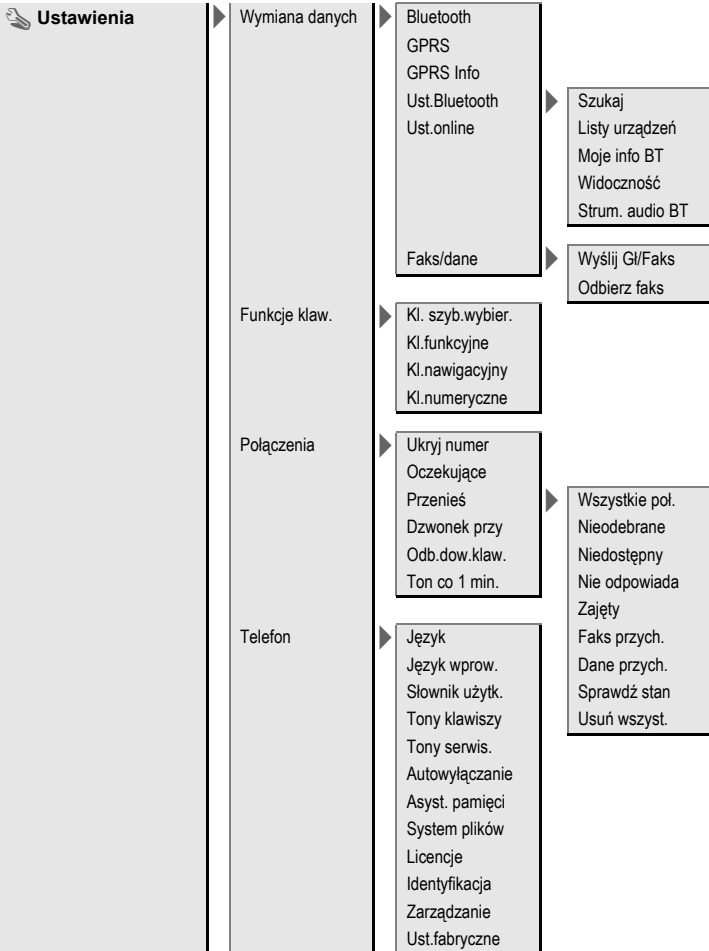 Ustawienia
Wymiana danych
Bluetooth
GPRS
GPRS Info
Ust.Bluetooth
Szukaj
Listy urządzeń
Moje info BT
Widoczność
Strum. audio BT
Ust.online
Faks/dane
Wyślij Gł/Faks
Odbierz faks
Funkcje klaw.
Kl. szyb.wybier.
Kl.funkcyjne
Kl.nawigacyjny
Kl.numeryczne
Połączenia
Ukryj numer
Oczekujące
Przenieś
Wszystkie poł.
Nieodebrane
Niedostępny
Nie odpowiada
Zajęty
Faks przych.
Dane przych.
Sprawdź stan
Usuń wszyst.
Dzwonek przy
Odb.dow.klaw.
Ton co 1 min.
Telefon
Język
Język wprow.
Słownik użytk.
Tony klawiszy
Tony serwis.
Autowyłączanie
Asyst. pamięci
System plików
Licencje
Identyfikacja
Zarządzanie
Ust.fabryczne